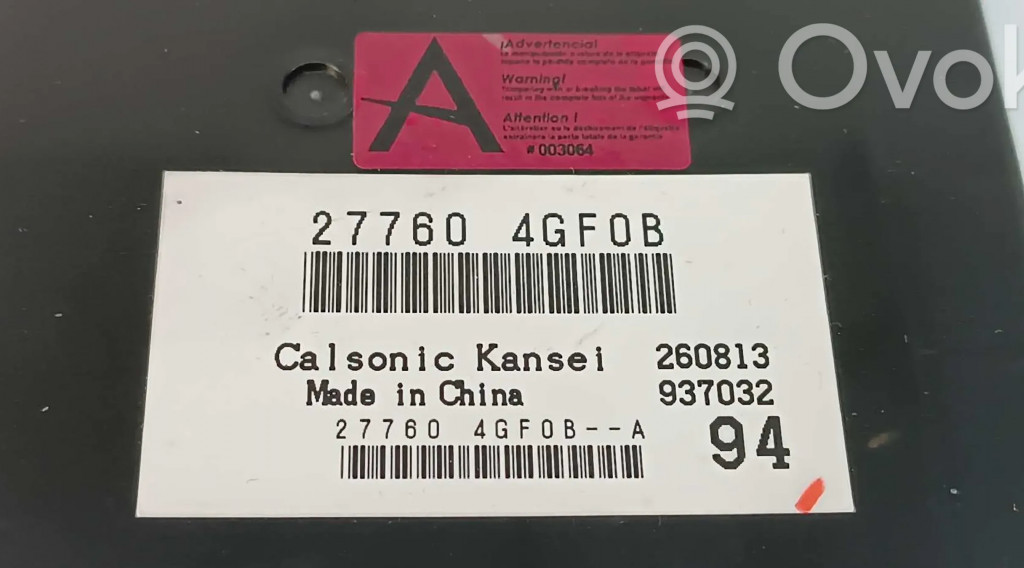 A
¡Advertencia!
Warning!
Attention !
# 003064
Ovok
27760 4GF0B
Calsonic Kansei 260813
Made in China 937032
27760 4GF0B--A
94